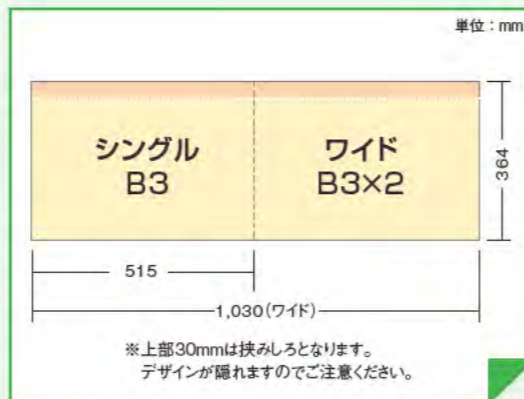 単位：mm
シングル
B3
ワイド
B3×2
364
515
1,030（ワイド）
※上部30mmは挟みしろとなります。
デザインが隠れますのでご注意ください。